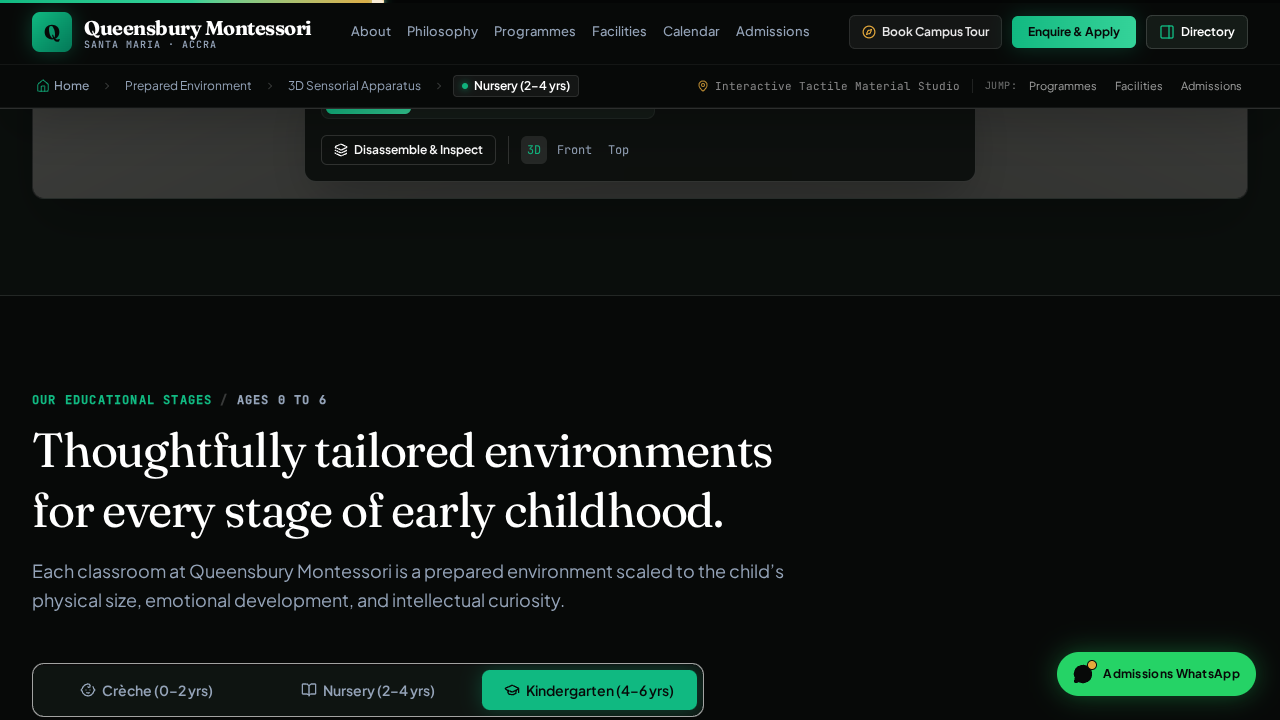 Q
Queensbury Montessori
SANTA MARIA · ACCRA
About
Philosophy
Programmes
Facilities
Calendar
Admissions
Book Campus Tour
Enquire & Apply
Directory
Home
Prepared Environment
3D Sensorial Apparatus
Nursery (2–4 yrs)
Interactive Tactile Material Studio
JUMP:
Programmes
Facilities
Admissions
Disassemble & Inspect
3D
Front
Top
OUR EDUCATIONAL STAGES / AGES 0 TO 6
Thoughtfully tailored environments
for every stage of early childhood.
Each classroom at Queensbury Montessori is a prepared environment scaled to the child’s
physical size, emotional development, and intellectual curiosity.
Crèche (0–2 yrs)
Nursery (2–4 yrs)
Kindergarten (4–6 yrs)
Admissions WhatsApp